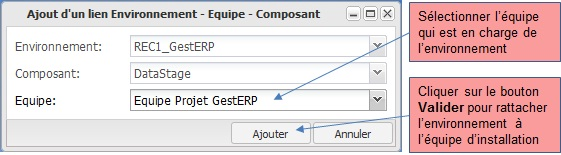 Ajout d'un lien Environnement - Equipe - Composant
Environnement: REC1_GestERP
Composant: DataStage
Equipe: Equipe Projet GestERP
Ajouter Annuler
Sélectionner l'équipe
qui est en charge de
l'environnement
Cliquer sur le bouton
Valider pour rattacher
l'environnement à
l'équipe d'installation